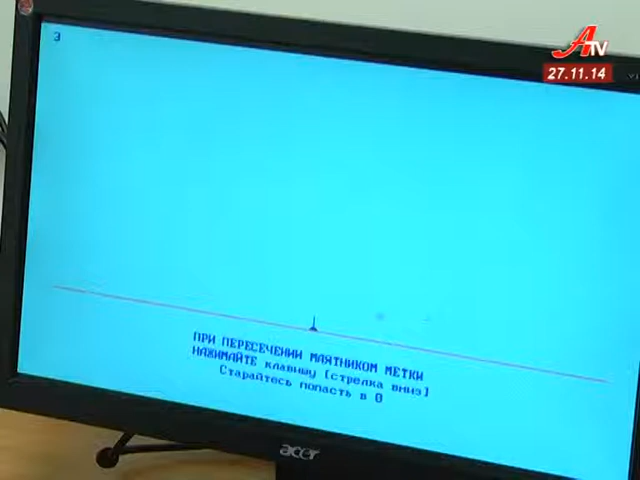 3
ATV
27.11.14
ПРИ ПЕРЕСЕЧЕНИИ МАЯТНИКОМ МЕТКИ
НАЖИМАЙТЕ клавишу [стрелка вниз]
Старайтесь попасть в 0
acer